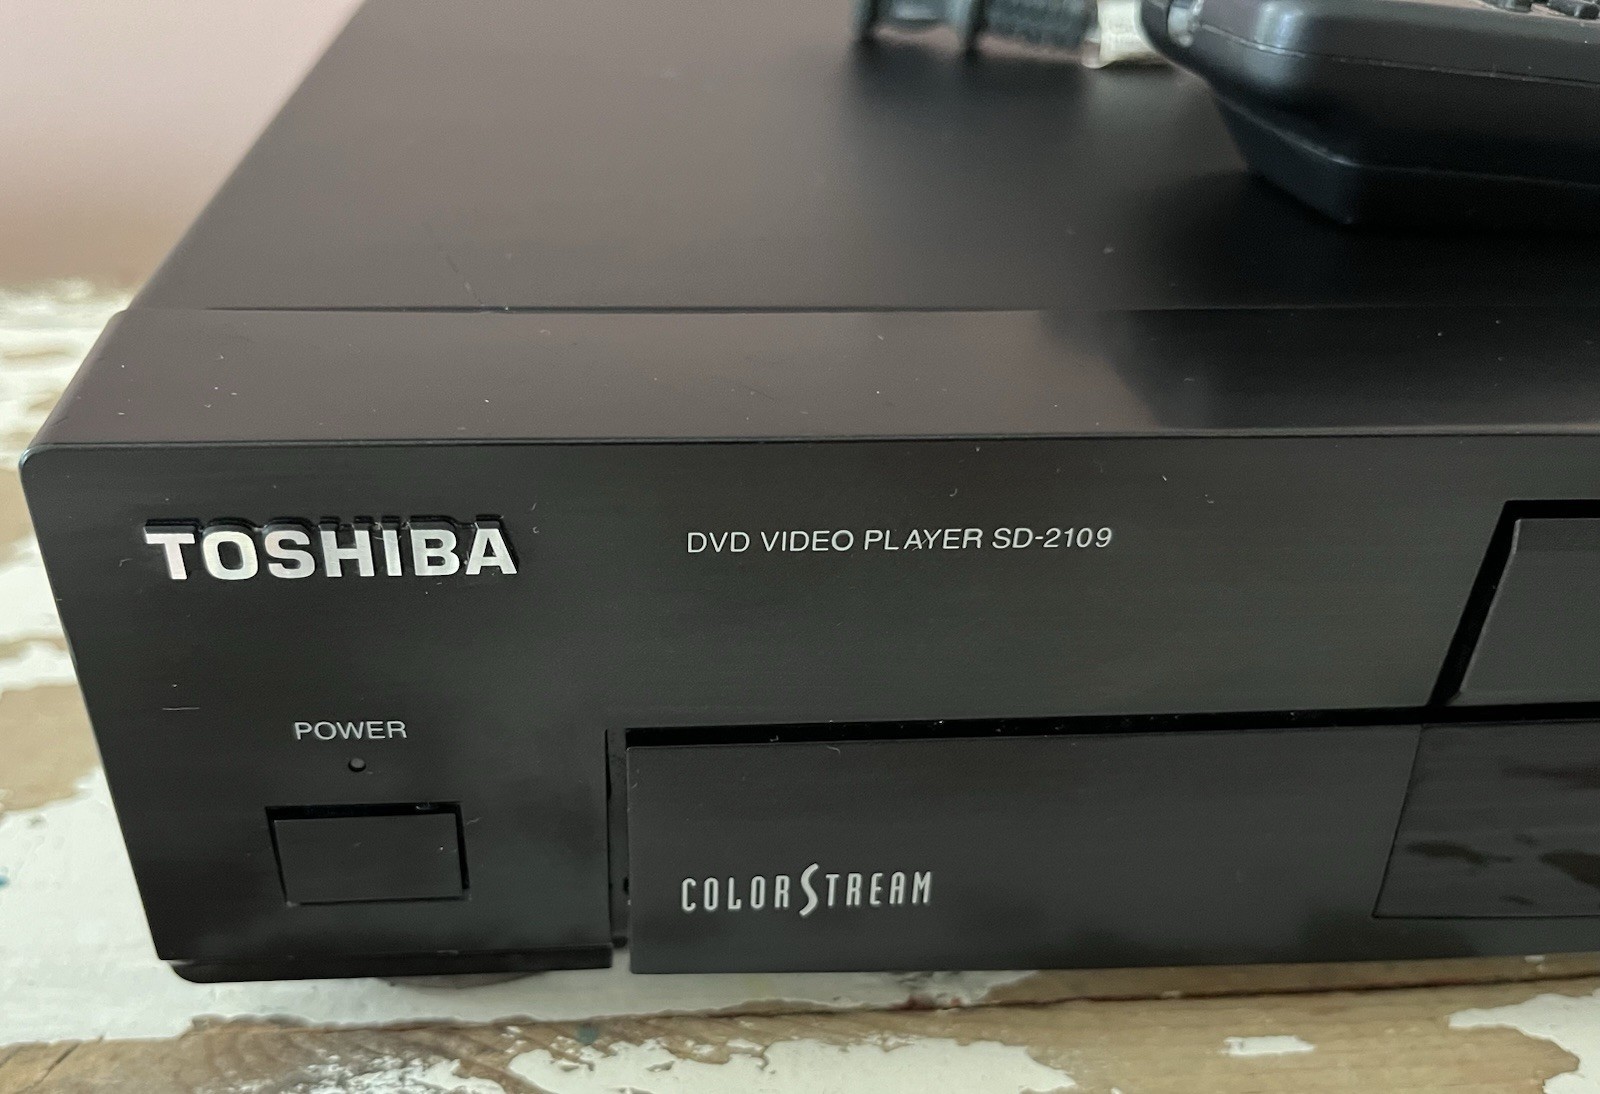 TOSHIBA
DVD VIDEO PLAYER SD-2109
POWER
COLORSTREAM